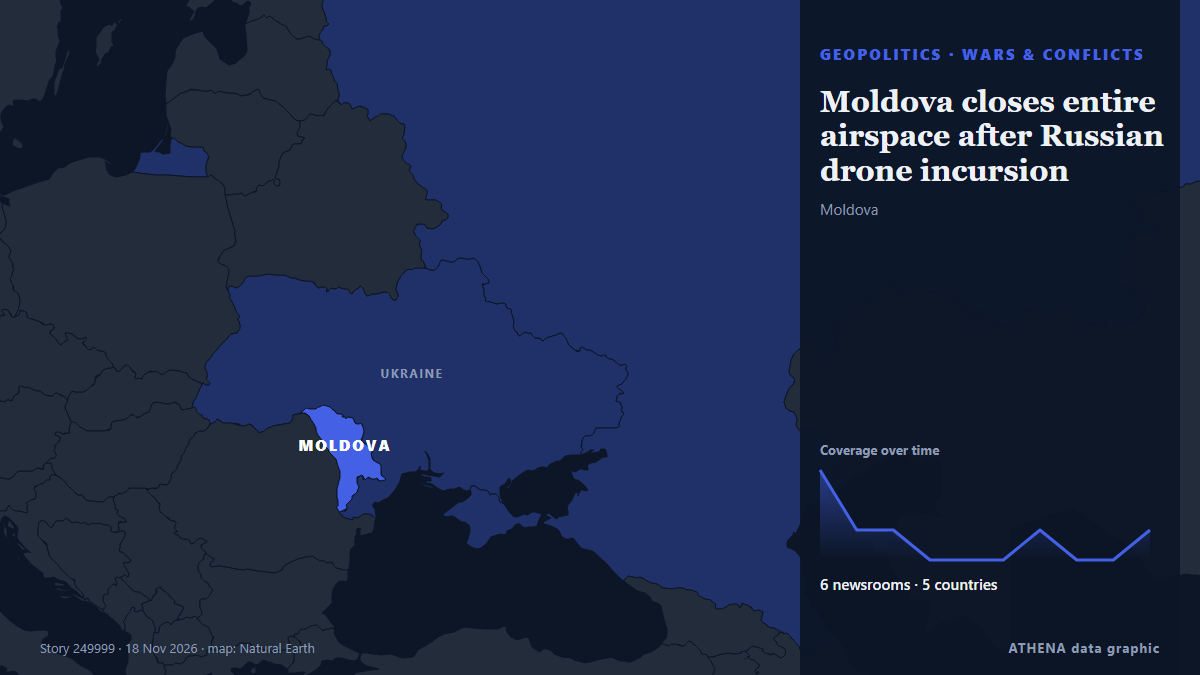 GEOPOLITICS · WARS & CONFLICTS
Moldova closes entire
airspace after Russian
drone incursion
Moldova
UKRAINE
MOLDOVA
Coverage over time
6 newsrooms · 5 countries
Story 249999 · 18 Nov 2026 · map: Natural Earth
ATHENA data graphic